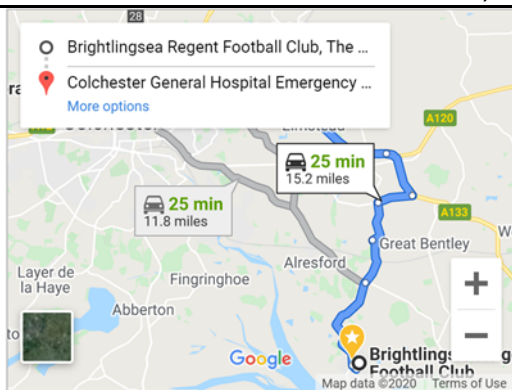 28
Brightlingsea Regent Football Club, The ...
Colchester General Hospital Emergency ...
More options
A120
25 min
15.2 miles
25 min
11.8 miles
A133
Great Bentley
Alresford
Layer de
la Haye
Fingringhoe
Abberton
+
−
Google
Football Club
Map data ©2020 Terms of Use